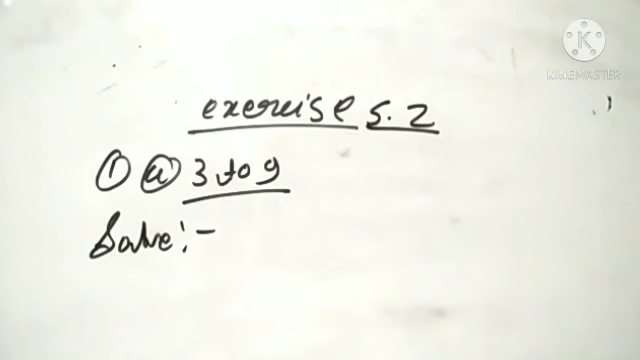 K
KINEMASTER
exercise 5.2
① ⓐ 3 to 9
Solve :-